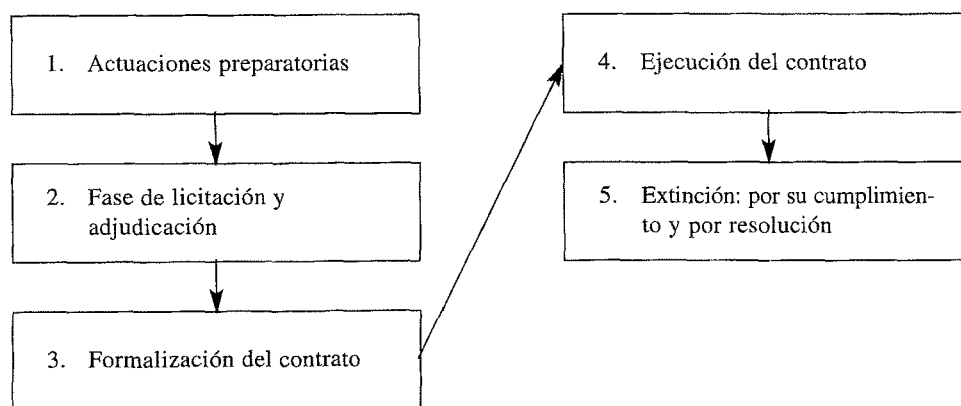 1. Actuaciones preparatorias
2. Fase de licitación y
adjudicación
3. Formalización del contrato
4. Ejecución del contrato
5. Extinción: por su cumplimien-
to y por resolución